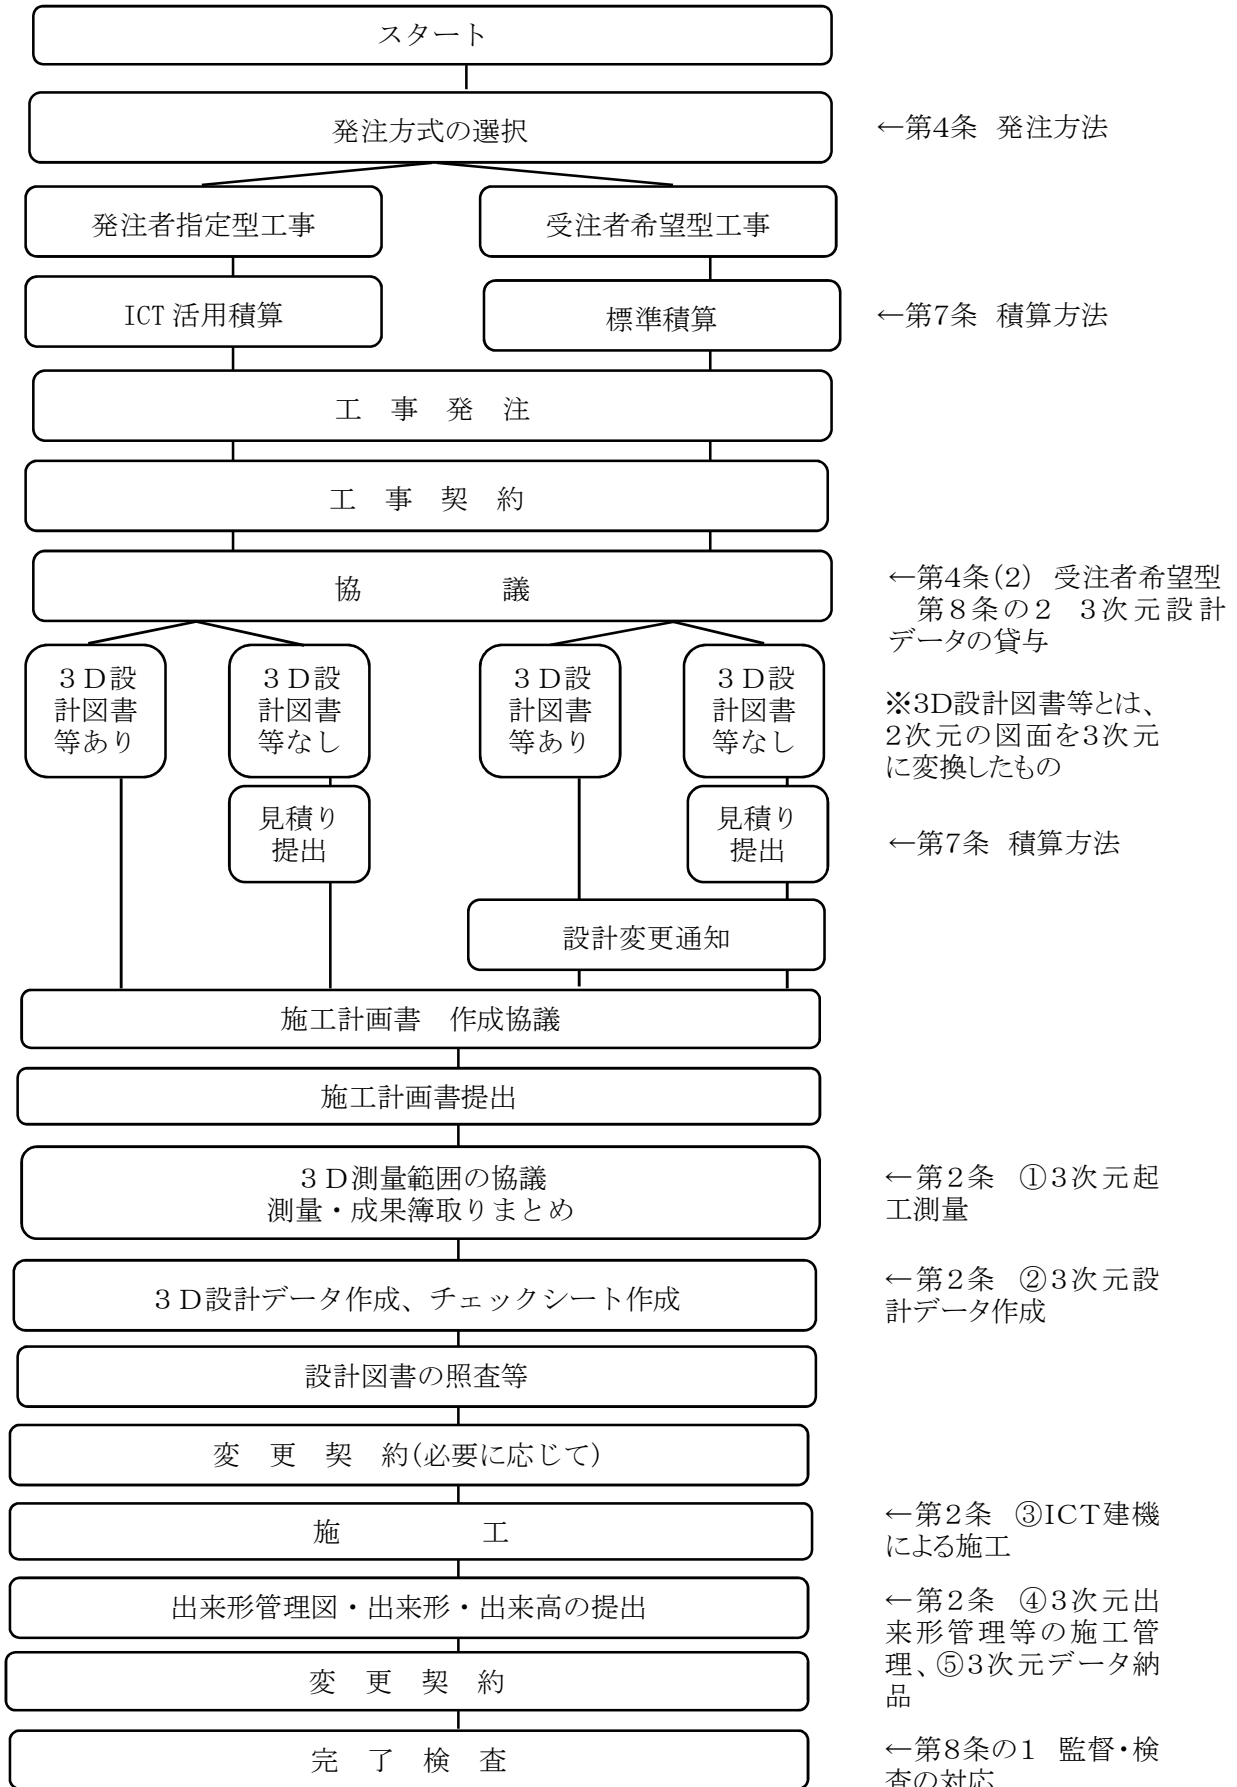 スタート
発注方式の選択
←第4条　発注方法
発注者指定型工事
受注者希望型工事
ICT 活用積算
標準積算
←第7条　積算方法
工　事　発　注
工　事　契　約
協　　　　　議
←第4条(2)　受注者希望型
第8条の2　3次元設計
データの貸与
３Ｄ設
計図書
等あり
３Ｄ設
計図書
等なし
３Ｄ設
計図書
等あり
３Ｄ設
計図書
等なし
※3D設計図書等とは、
2次元の図面を3次元
に変換したもの
見積り
提出
見積り
提出
←第7条　積算方法
設計変更通知
施工計画書　作成協議
施工計画書提出
３Ｄ測量範囲の協議
測量・成果簿取りまとめ
←第2条　①3次元起
工測量
３Ｄ設計データ作成、チェックシート作成
←第2条　②3次元設
計データ作成
設計図書の照査等
変　更　契　約(必要に応じて)
施　　　　　工
←第2条　③ICT建機
による施工
出来形管理図・出来形・出来高の提出
←第2条　④3次元出
来形管理等の施工管
理、⑤3次元データ納
品
変　更　契　約
完　了　検　査
←第8条の1　監督・検
査の対応